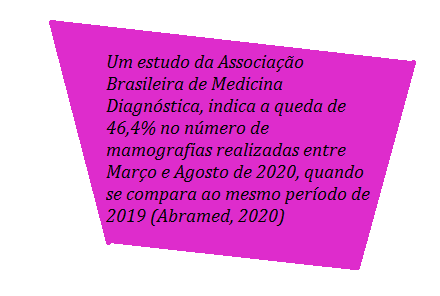 Um estudo da Associação
Brasileira de Medicina
Diagnóstica, indica a queda de
46,4% no número de
mamografias realizadas entre
Março e Agosto de 2020, quando
se compara ao mesmo período de
2019 (Abramed, 2020)